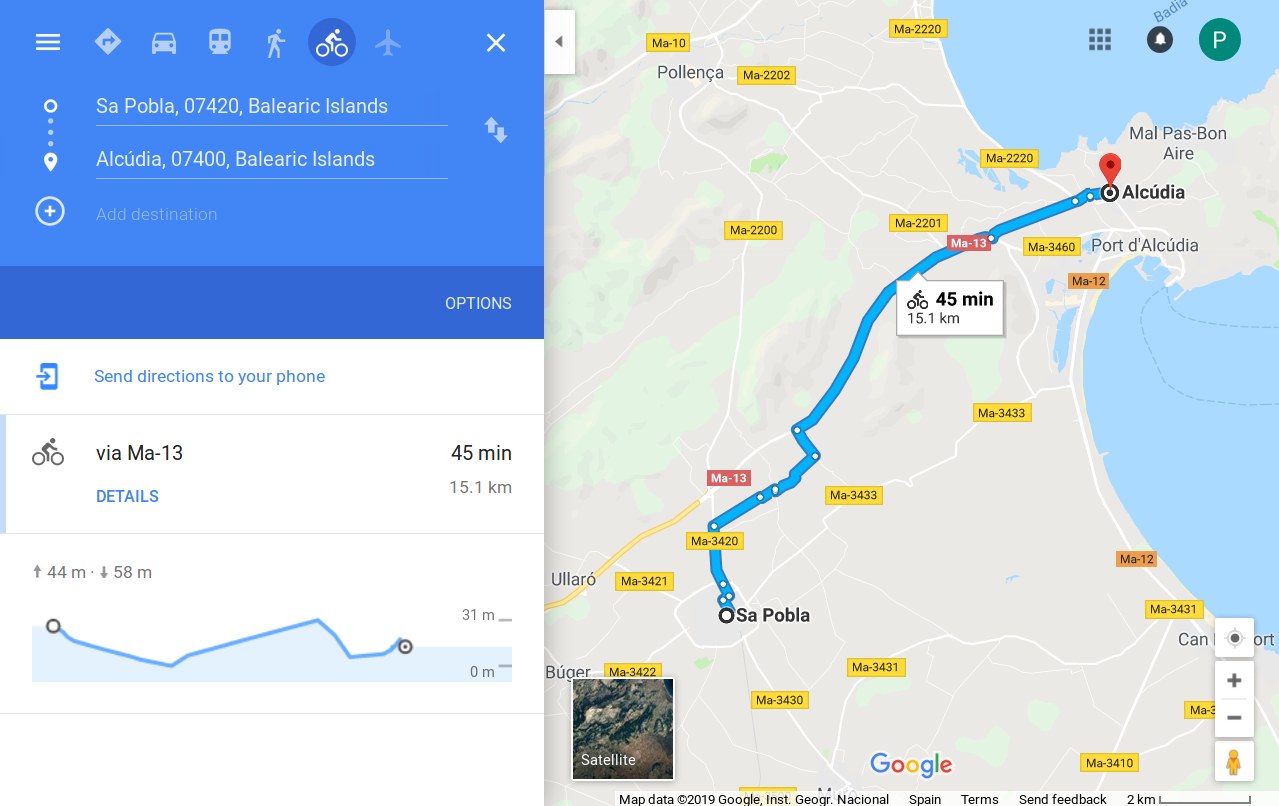 Sa Pobla, 07420, Balearic Islands
Alcúdia, 07400, Balearic Islands
Add destination
OPTIONS
Send directions to your phone
via Ma-13
45 min
DETAILS
15.1 km
44 m · 58 m
31 m
0 m
Badia
Ma-2220
P
Ma-10
Pollença
Ma-2202
Mal Pas-Bon
Aire
Ma-2220
Alcúdia
Ma-2201
Ma-2200
Ma-13
Ma-3460
Port d'Alcúdia
Ma-12
45 min
15.1 km
Ma-3433
Ma-13
Ma-3433
Ma-3420
Ma-12
Ullaró
Ma-3421
Ma-3431
Sa Pobla
Can
ort
Búger
Ma-3422
Ma-3431
Ma-3430
Ma-3
Satellite
Google
Ma-3410
Map data ©2019 Google, Inst. Geogr. Nacional
Spain
Terms
Send feedback
2 km